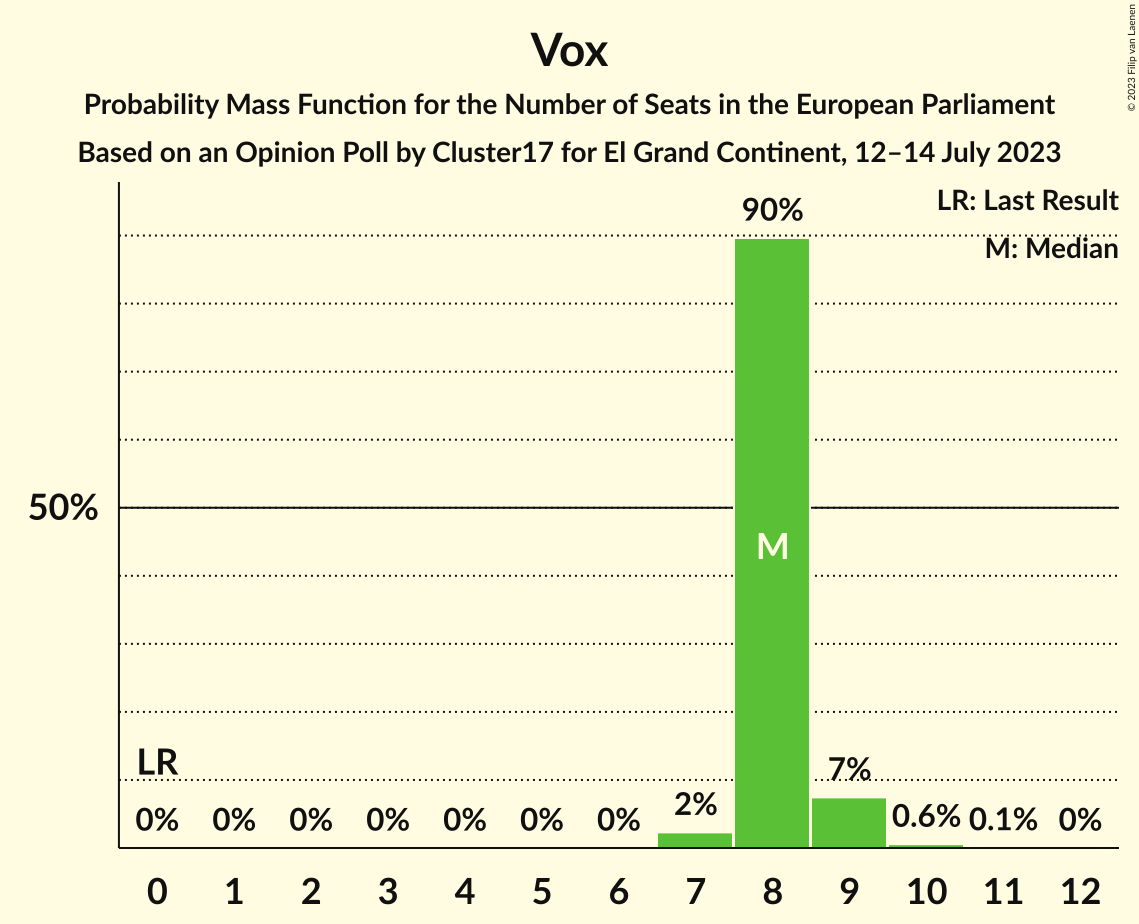 Vox
Probability Mass Function for the Number of Seats in the European Parliament
Based on an Opinion Poll by Cluster17 for El Grand Continent, 12–14 July 2023
© 2023 Filip van Laenen
LR: Last Result
M: Median
90%
50%
M
LR
7%
0% 0% 0% 0% 0% 0% 0% 2% 0.6% 0.1% 0%
0 1 2 3 4 5 6 7 8 9 10 11 12